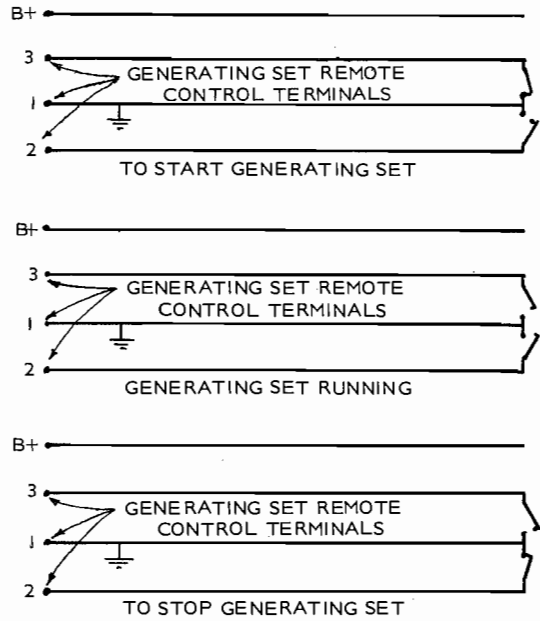 B+
3
GENERATING SET REMOTE
CONTROL TERMINALS
1
2
TO START GENERATING SET
B+
3
GENERATING SET REMOTE
CONTROL TERMINALS
1
2
GENERATING SET RUNNING
B+
3
GENERATING SET REMOTE
CONTROL TERMINALS
1
2
TO STOP GENERATING SET